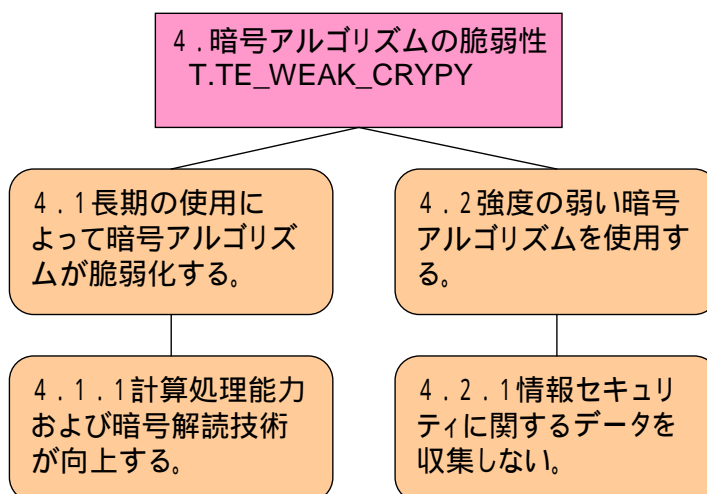 ４．暗号アルゴリズムの脆弱性
T.TE_WEAK_CRYPY
４．１長期の使用に
よって暗号アルゴリズ
ムが脆弱化する。
４．２強度の弱い暗号
アルゴリズムを使用す
る。
４．１．１計算処理能力
および暗号解読技術
が向上する。
４．２．１情報セキュリ
ティに関するデータを
収集しない。